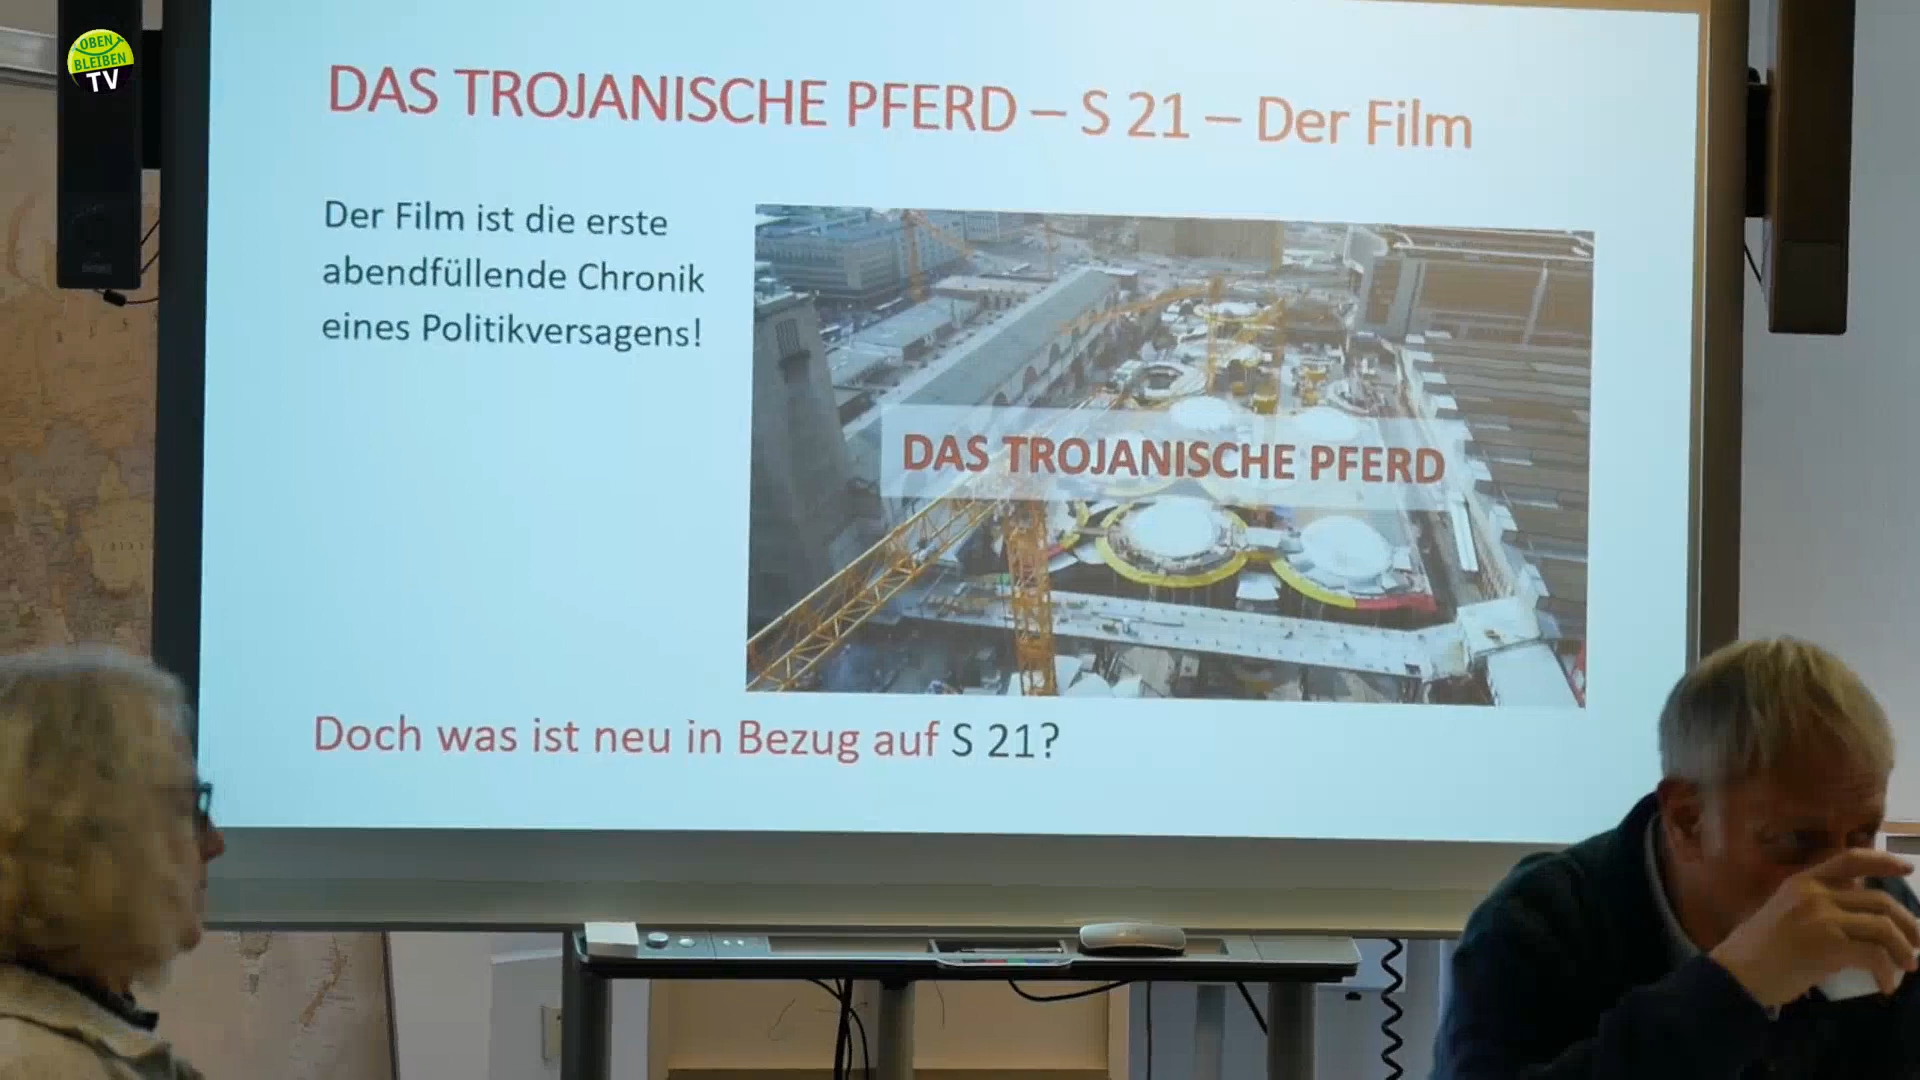 OBEN
BLEIBEN
TV
DAS TROJANISCHE PFERD – S 21 – Der Film
Der Film ist die erste
abendfüllende Chronik
eines Politikversagens!
DAS TROJANISCHE PFERD
Doch was ist neu in Bezug auf S 21?